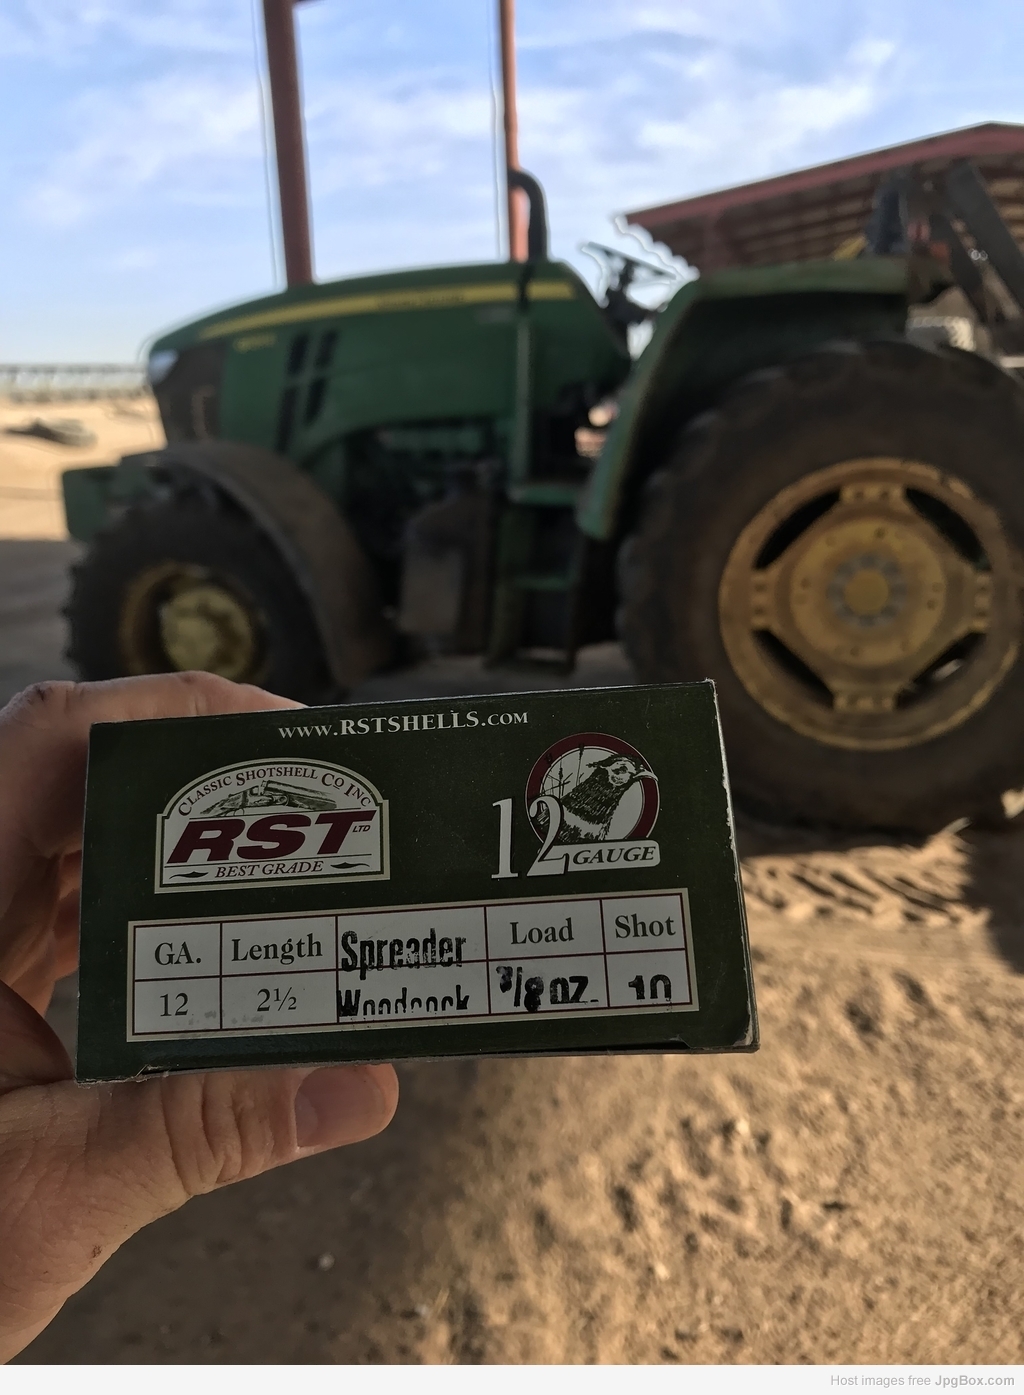 www.RSTSHELLS.com
CLASSIC SHOTSHELL CO INC
RST LTD
BEST GRADE
12 GAUGE
GA. Length Spreader Load Shot
12 2½ Woodcock 7/8 OZ. 10
Host images free JpgBox.com